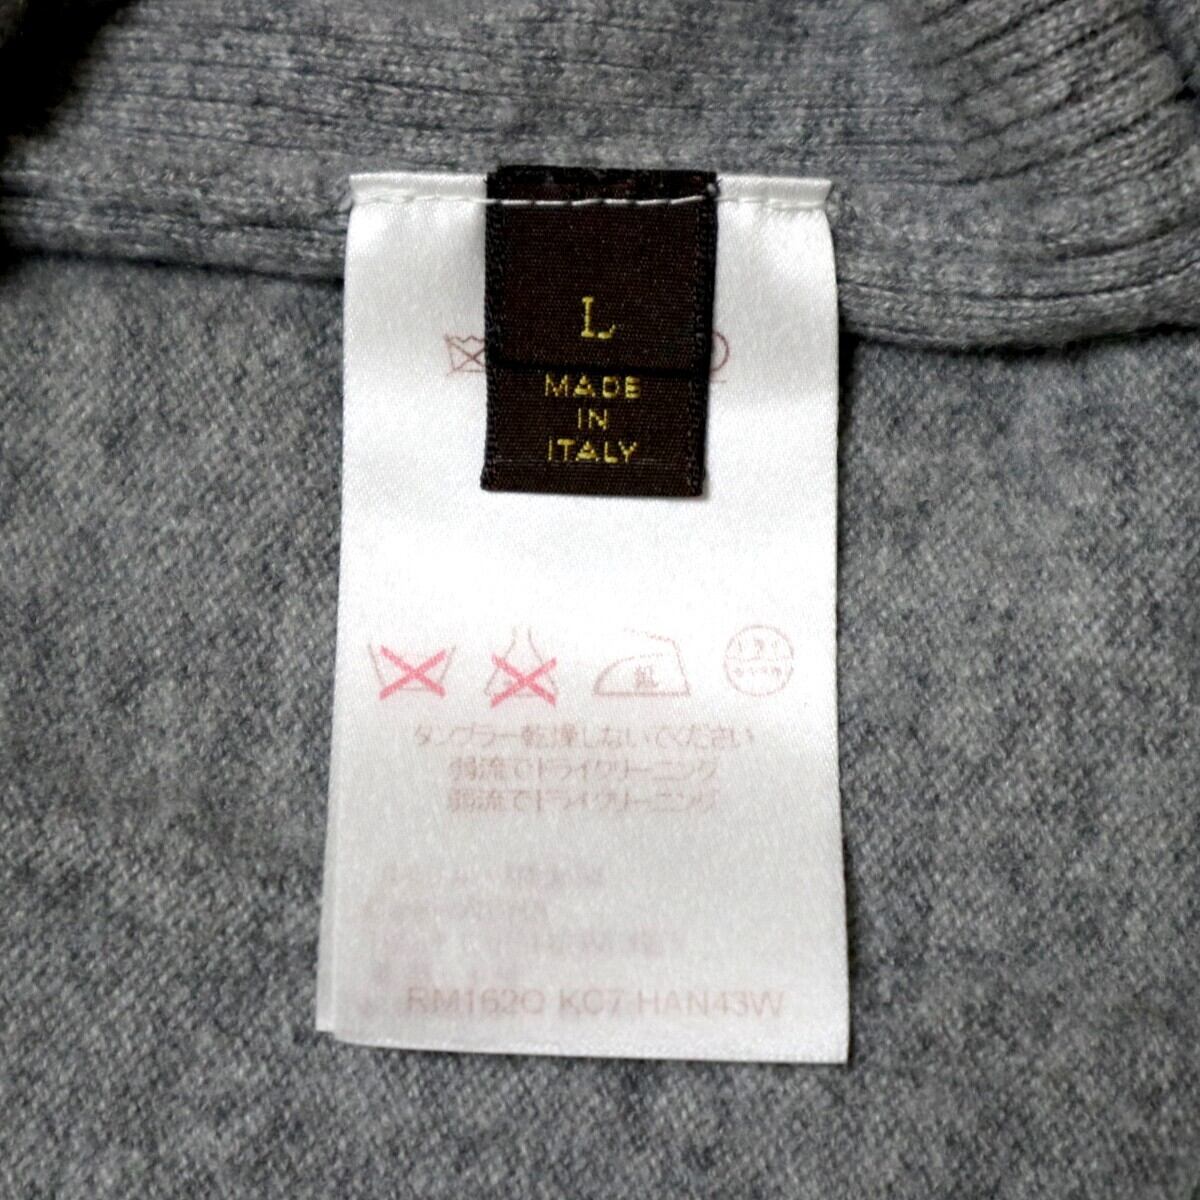 L
MADE
IN
ITALY
タンブラー乾燥しないでください
弱流でドライクリーニング
弱流でドライクリーニング
RM162Q KC7 HAN43W